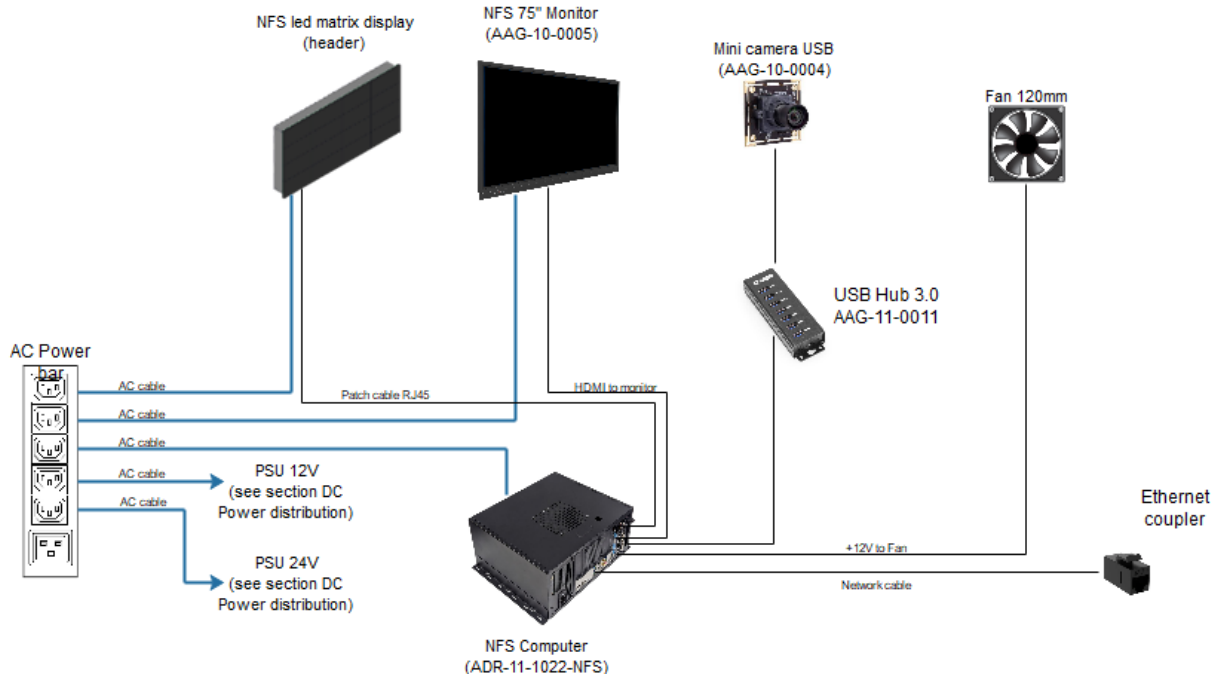 NFS led matrix display
(header)
NFS 75" Monitor
(AAG-10-0005)
Mini camera USB
(AAG-10-0004)
Fan 120mm
USB Hub 3.0
AAG-11-0011
AC Power
bar
AC cable
Patch cable RJ45
HDMI to monitor
AC cable
AC cable
AC cable
PSU 12V
(see section DC
Power distribution)
AC cable
PSU 24V
(see section DC
Power distribution)
+12V to Fan
Network cable
Ethernet
coupler
NFS Computer
(ADR-11-1022-NFS)